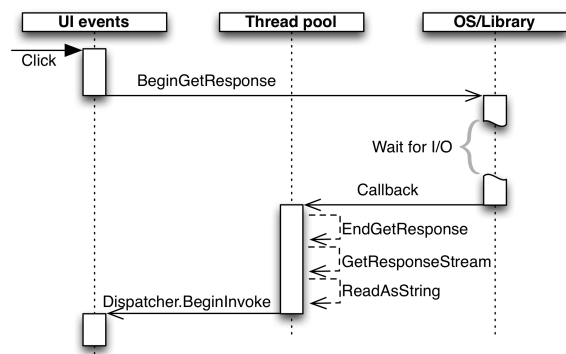 UI events
Thread pool
OS/Library
Click
BeginGetResponse
Wait for I/O
Callback
EndGetResponse
GetResponseStream
ReadAsString
Dispatcher.BeginInvoke